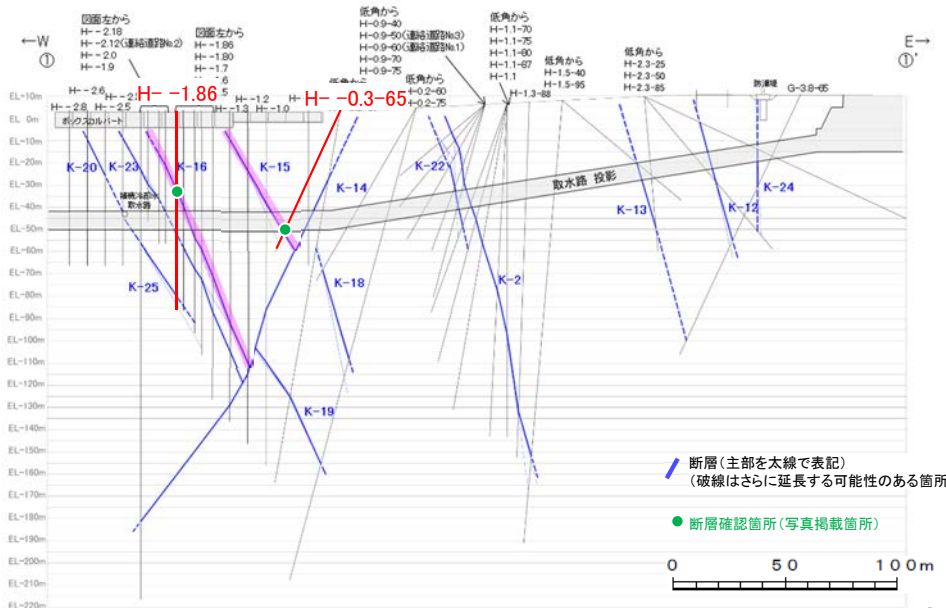 ←W
①
図面左から
H--2.18
H--2.12(連絡道路No.2)
H--2.0
H--1.9
図面左から
H--1.86
H--1.80
H--1.7
低角から
H-0.9-40
H-0.9-50(連絡道路No.3)
H-0.9-60(連絡道路No.1)
H-0.9-70
H-0.9-75
低角から
H-1.1-70
H-1.1-75
H-1.1-80
H-1.1-87
H-1.1
低角から
H-1.5-40
H-1.5-95
低角から
H-2.3-25
H-2.3-50
H-2.3-85
E→
①'
低角から
-0.2-60
-0.2-75
H-1.3-88
防潮堤
G-3.8-65
H--2.6
H--2.8
H--2.5
H- -1.86
H- -0.3-65
H--1.2
H--1.3
H--1.0
ボックスカルバート
EL-10m
EL 0m
EL-10m
EL-20m
EL-30m
EL-40m
EL-50m
EL-60m
EL-70m
EL-80m
EL-90m
EL-100m
EL-110m
EL-120m
EL-130m
EL-140m
EL-150m
EL-160m
EL-170m
EL-180m
EL-190m
EL-200m
EL-210m
EL-220m
K-20
K-23
K-16
K-15
K-14
K-22
K-13
K-12
K-24
補機冷却水
取水路
取水路 投影
K-25
K-18
K-2
K-19
断層(主部を太線で表記)
(破線はさらに延長する可能性のある箇所
断層確認箇所(写真掲載箇所)
0 50 100m